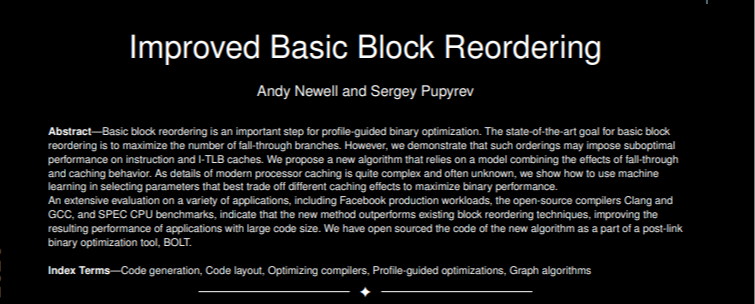 Improved Basic Block Reordering
Andy Newell and Sergey Pupyrev
Abstract—Basic block reordering is an important step for profile-guided binary optimization. The state-of-the-art goal for basic block
reordering is to maximize the number of fall-through branches. However, we demonstrate that such orderings may impose suboptimal
performance on instruction and I-TLB caches. We propose a new algorithm that relies on a model combining the effects of fall-through
and caching behavior. As details of modern processor caching is quite complex and often unknown, we show how to use machine
learning in selecting parameters that best trade off different caching effects to maximize binary performance.
An extensive evaluation on a variety of applications, including Facebook production workloads, the open-source compilers Clang and
GCC, and SPEC CPU benchmarks, indicate that the new method outperforms existing block reordering techniques, improving the
resulting performance of applications with large code size. We have open sourced the code of the new algorithm as a part of a post-link
binary optimization tool, BOLT.
Index Terms—Code generation, Code layout, Optimizing compilers, Profile-guided optimizations, Graph algorithms